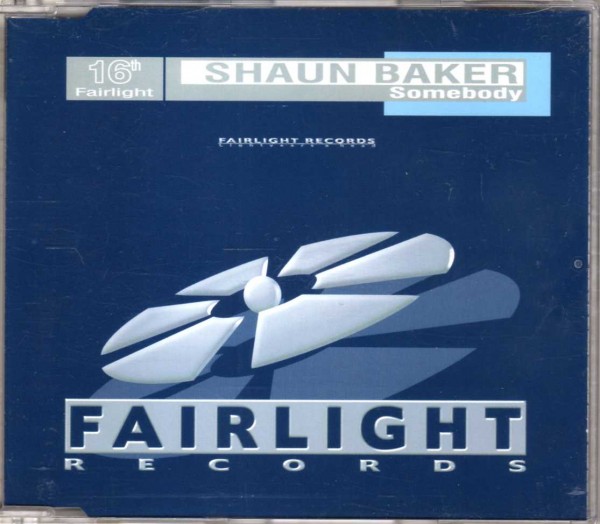 16th
Fairlight
SHAUN BAKER
Somebody
FAIRLIGHT RECORDS
FAIRLIGHT
RECORDS